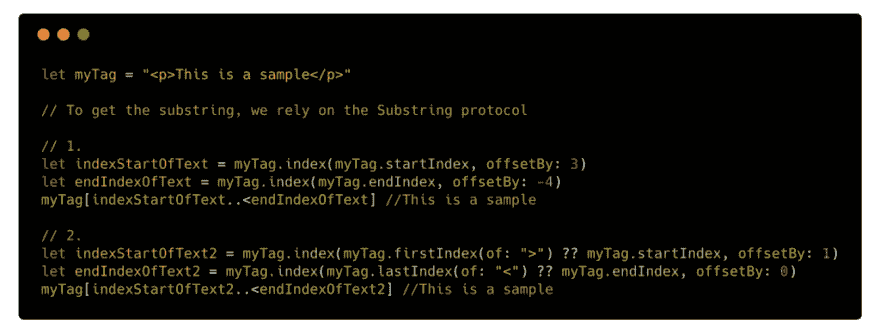 let myTag = "<p>This is a sample</p>"
// To get the substring, we rely on the Substring protocol
// 1.
let indexStartOfText = myTag.index(myTag.startIndex, offsetBy: 3)
let endIndexOfText = myTag.index(myTag.endIndex, offsetBy: -4)
myTag[indexStartOfText..<endIndexOfText] //This is a sample
// 2.
let indexStartOfText2 = myTag.index(myTag.firstIndex(of: ">") ?? myTag.startIndex, offsetBy: 1)
let endIndexOfText2 = myTag.index(myTag.lastIndex(of: "<") ?? myTag.endIndex, offsetBy: 0)
myTag[indexStartOfText2..<endIndexOfText2] //This is a sample